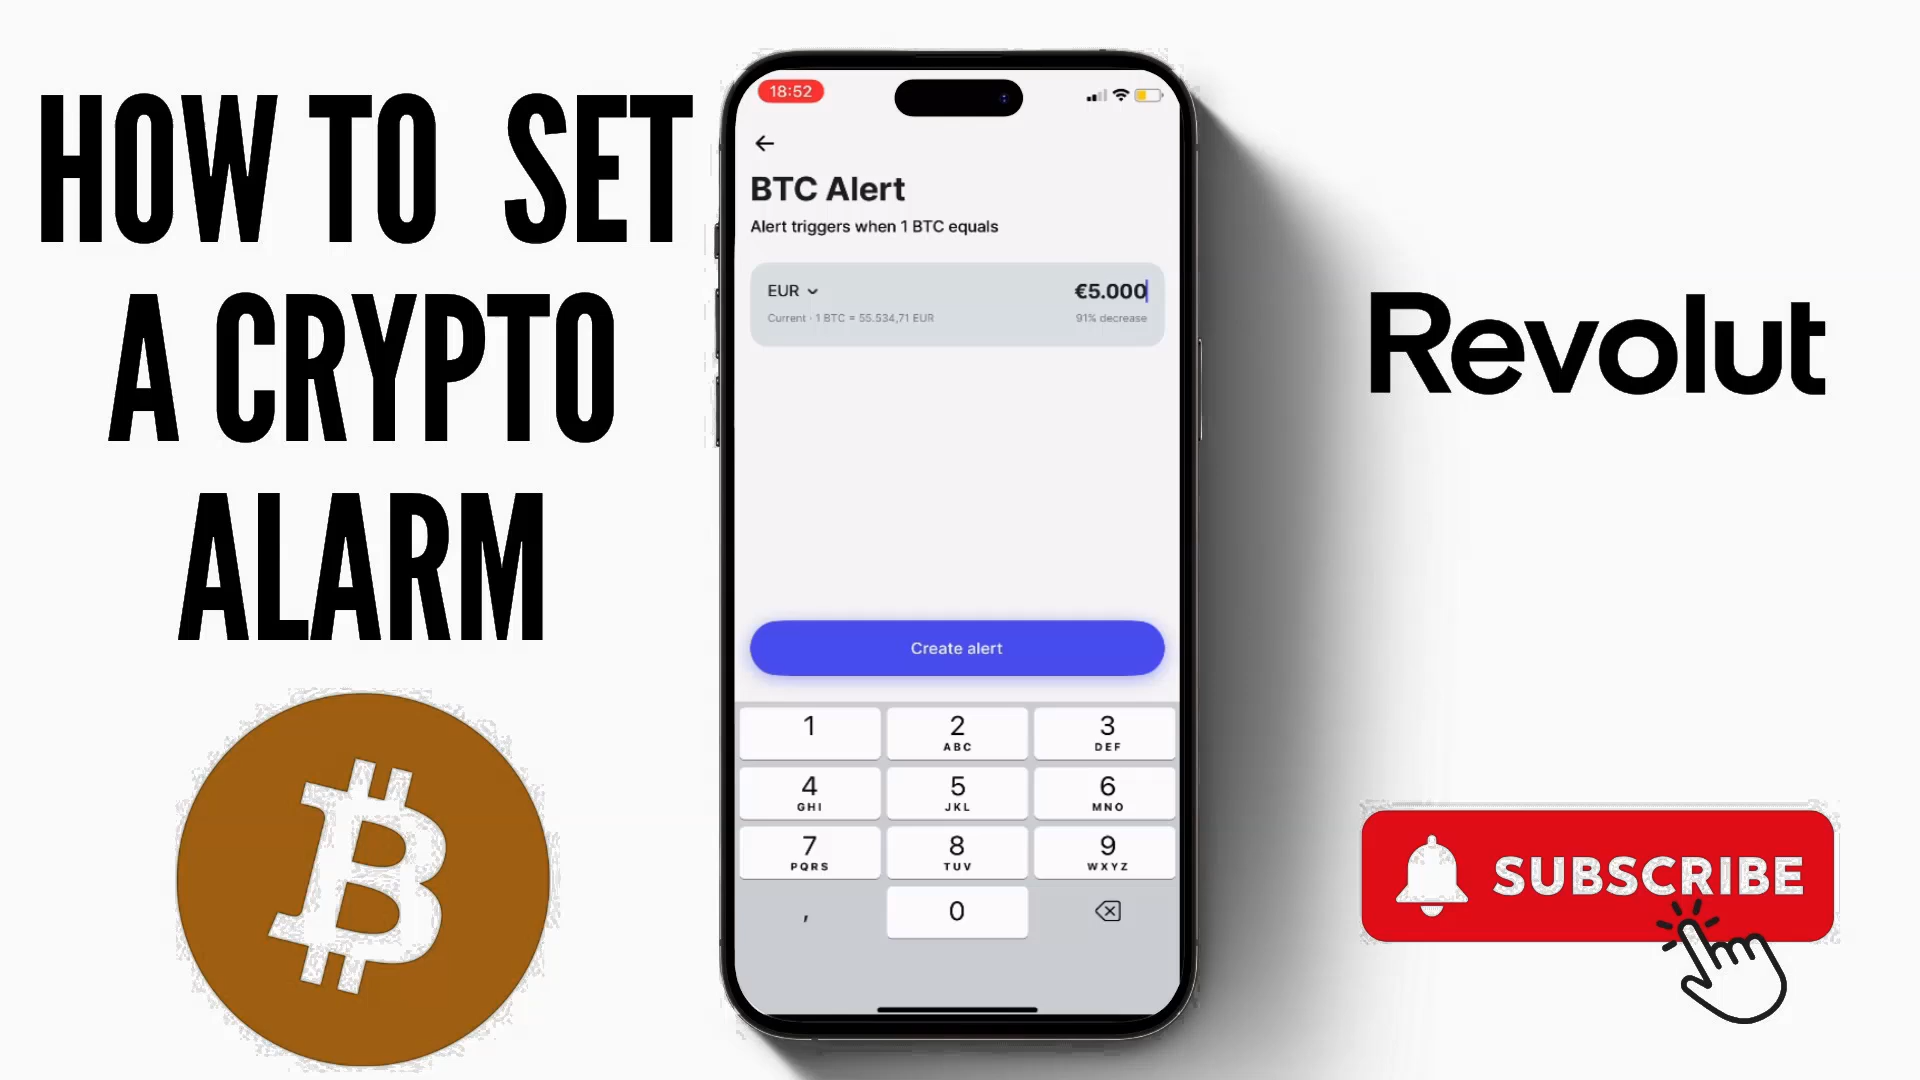 HOW TO SET
A CRYPTO
ALARM
18:52
BTC Alert
Alert triggers when 1 BTC equals
EUR €5.000
Current · 1 BTC = 55.534,71 EUR 91% decrease
Create alert
1 2 3
ABC DEF
4 5 6
GHI JKL MNO
7 8 9
PQRS TUV WXYZ
, 0
Revolut
SUBSCRIBE